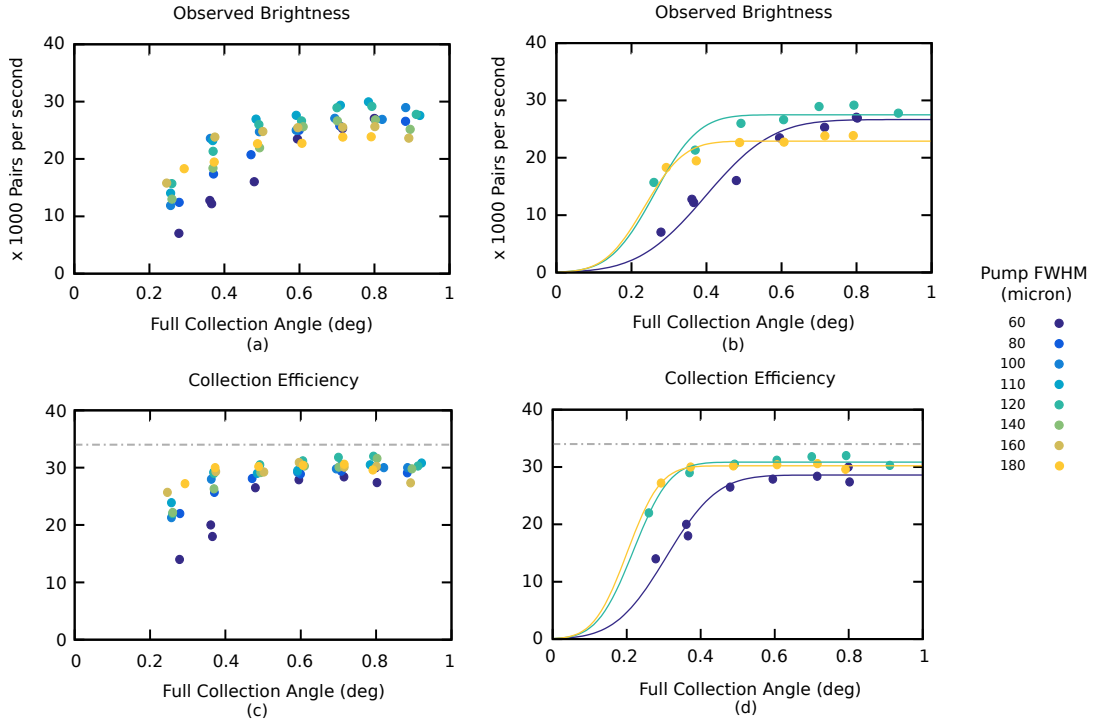 Observed Brightness
x 1000 Pairs per second
40
30
20
10
0
0 0.2 0.4 0.6 0.8 1
Full Collection Angle (deg)
(a)
Observed Brightness
x 1000 Pairs per second
40
30
20
10
0
0 0.2 0.4 0.6 0.8 1
Full Collection Angle (deg)
(b)
Pump FWHM
(micron)
60
80
100
110
120
140
160
180
Collection Efficiency
40
30
20
10
0
0 0.2 0.4 0.6 0.8 1
Full Collection Angle (deg)
(c)
Collection Efficiency
40
30
20
10
0
0 0.2 0.4 0.6 0.8 1
Full Collection Angle (deg)
(d)